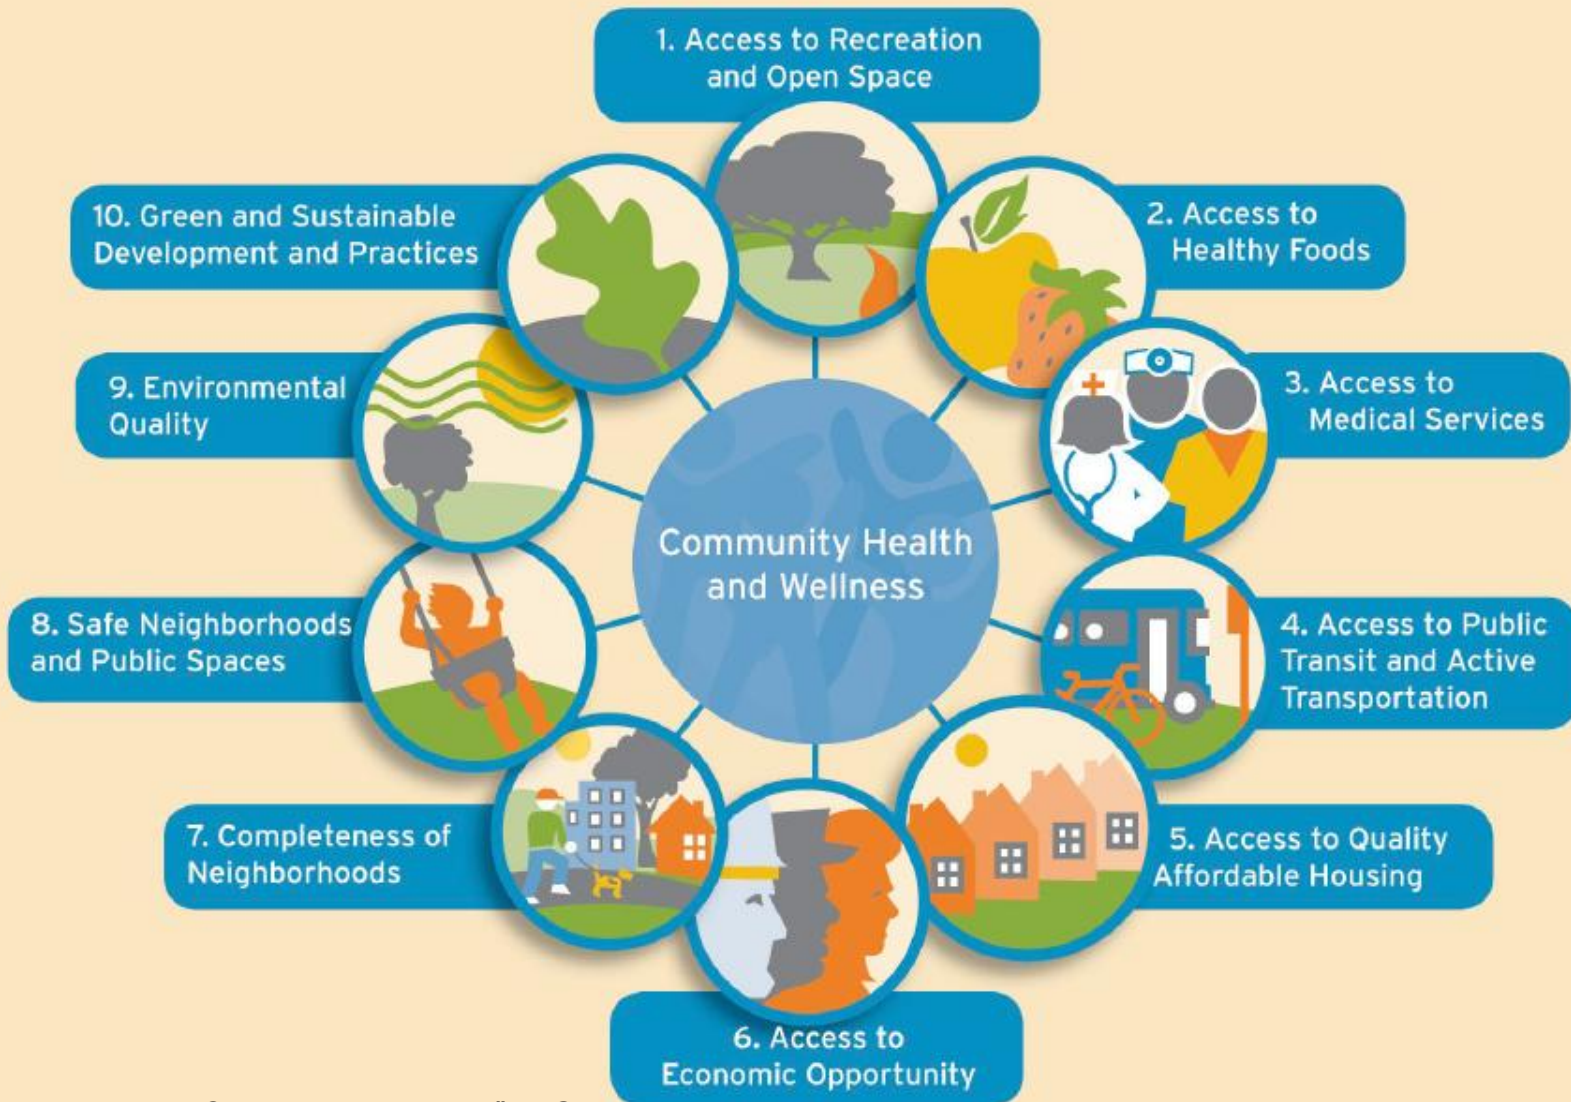 1. Access to Recreation
and Open Space
2. Access to
Healthy Foods
3. Access to
Medical Services
4. Access to Public
Transit and Active
Transportation
5. Access to Quality
Affordable Housing
6. Access to
Economic Opportunity
7. Completeness of
Neighborhoods
8. Safe Neighborhoods
and Public Spaces
9. Environmental
Quality
10. Green and Sustainable
Development and Practices
Community Health
and Wellness